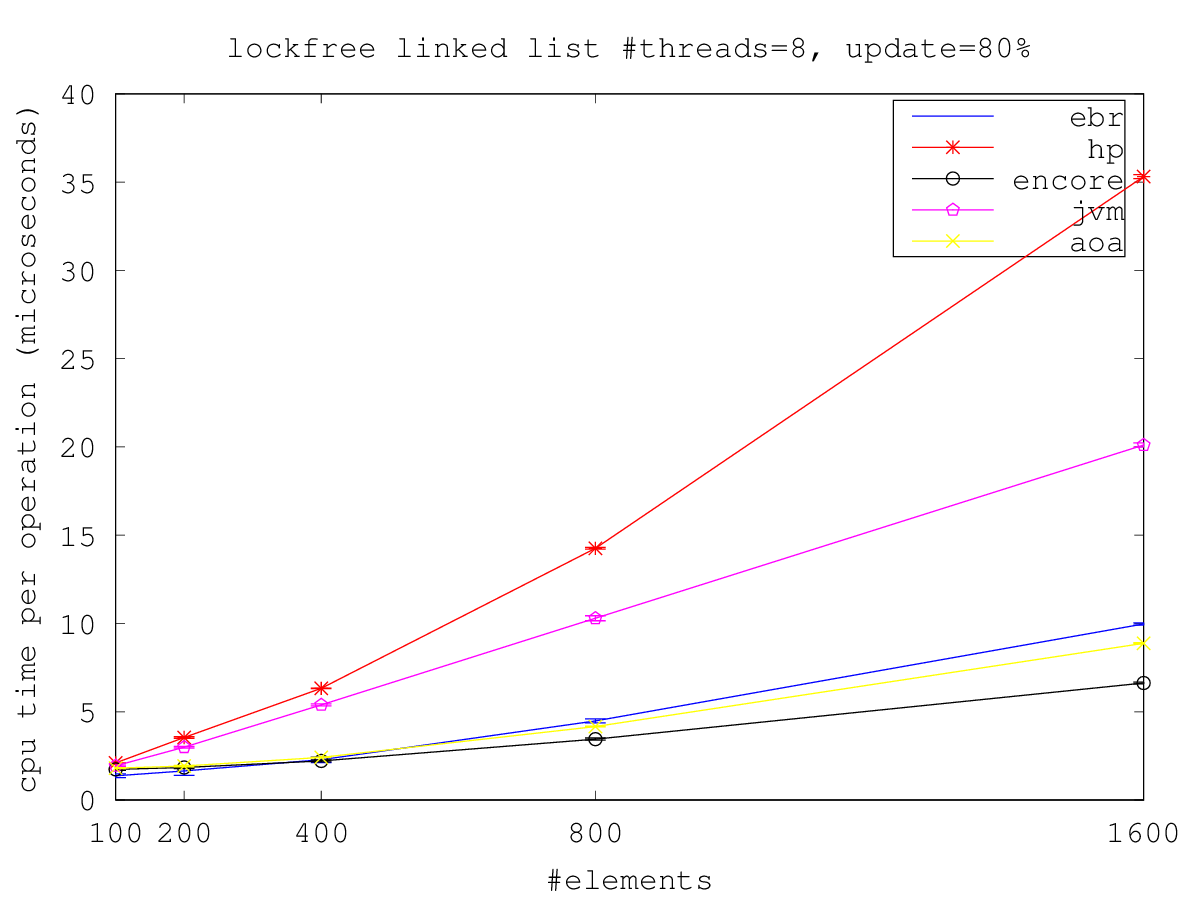 lockfree linked list #threads=8, update=80%
cpu time per operation (microseconds)
40
35
30
25
20
15
10
5
0
ebr
hp
encore
jvm
aoa
100 200 400 800 1600
#elements